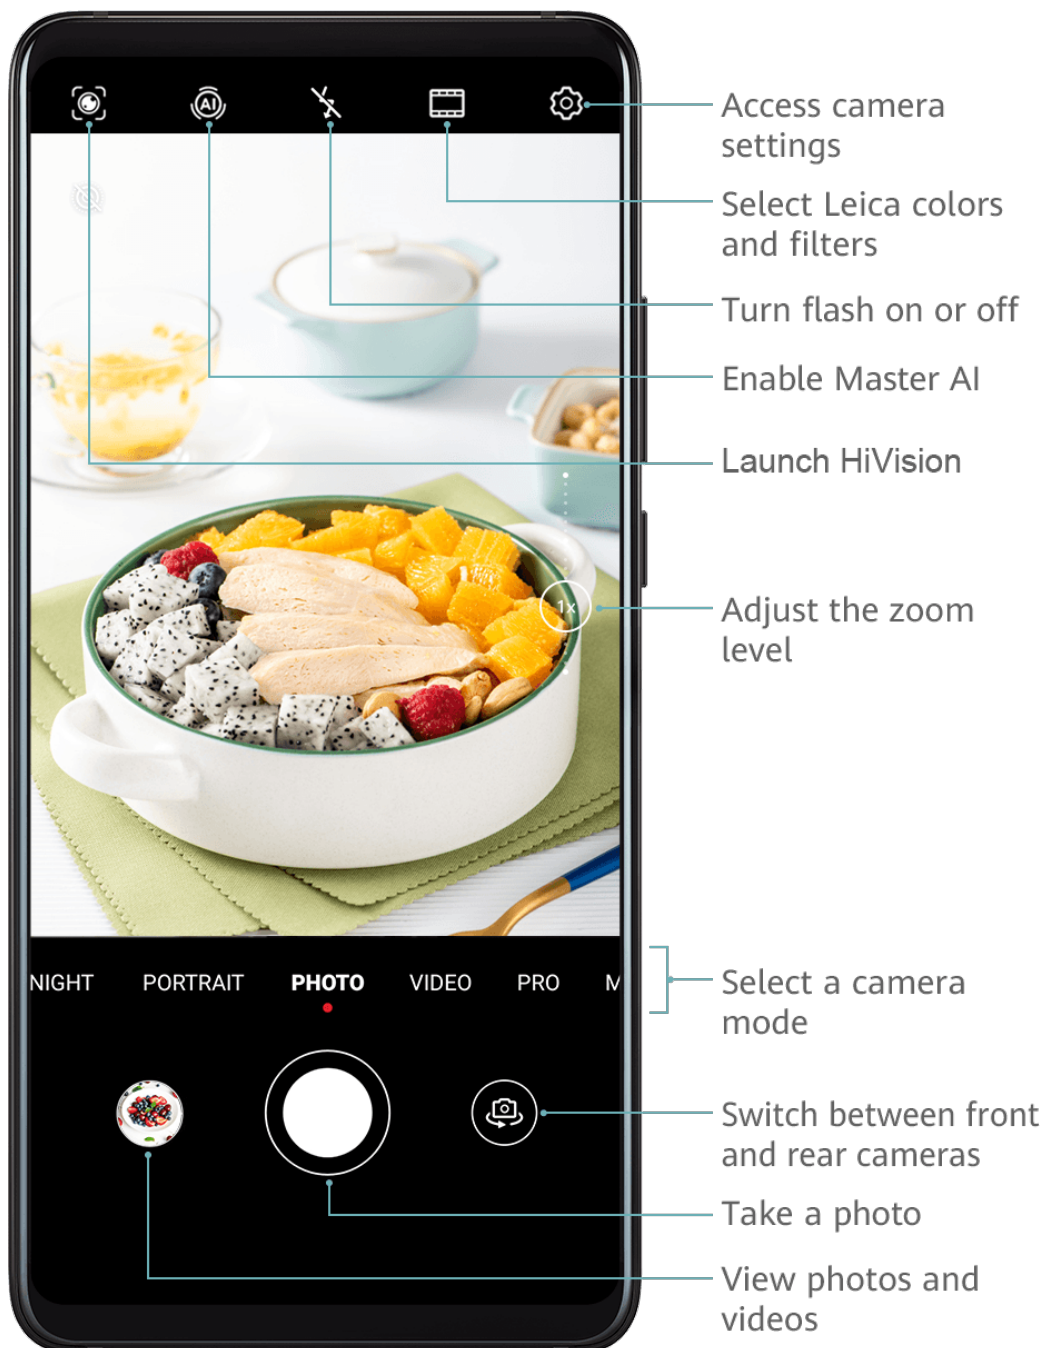 AI
Access camera
settings
Select Leica colors
and filters
Turn flash on or off
Enable Master AI
Launch HiVision
1x
Adjust the zoom
level
NIGHT PORTRAIT PHOTO VIDEO PRO M
Select a camera
mode
Switch between front
and rear cameras
Take a photo
View photos and
videos